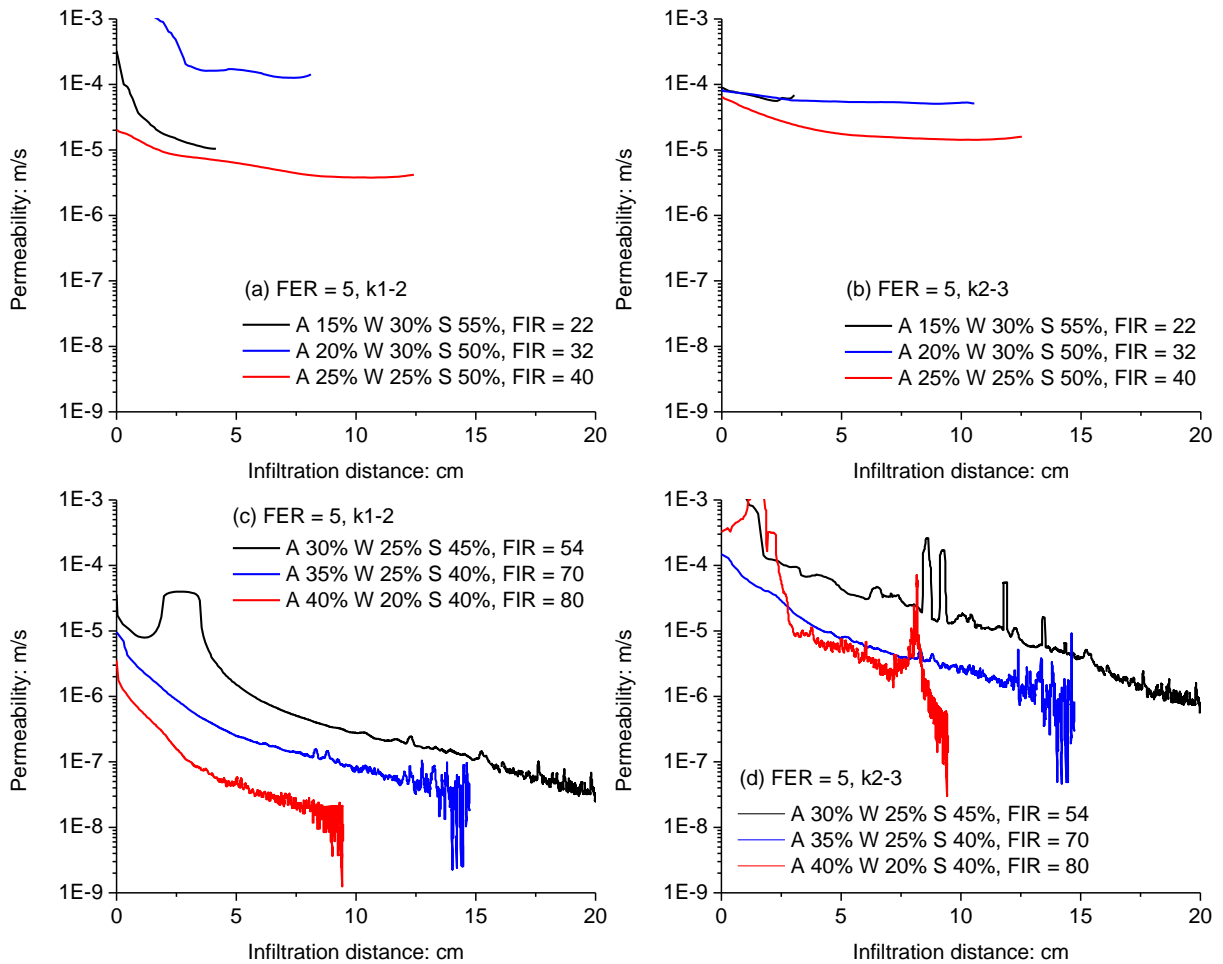 1E-3
1E-4
1E-5
1E-6
1E-7
1E-8
1E-9
Permeability: m/s
(a) FER = 5, k1-2
A 15% W 30% S 55%, FIR = 22
A 20% W 30% S 50%, FIR = 32
A 25% W 25% S 50%, FIR = 40
0 5 10 15 20
Infiltration distance: cm
1E-3
1E-4
1E-5
1E-6
1E-7
1E-8
1E-9
Permeability: m/s
(b) FER = 5, k2-3
A 15% W 30% S 55%, FIR = 22
A 20% W 30% S 50%, FIR = 32
A 25% W 25% S 50%, FIR = 40
0 5 10 15 20
Infiltration distance: cm
1E-3
1E-4
1E-5
1E-6
1E-7
1E-8
1E-9
Permeability: m/s
(c) FER = 5, k1-2
A 30% W 25% S 45%, FIR = 54
A 35% W 25% S 40%, FIR = 70
A 40% W 20% S 40%, FIR = 80
0 5 10 15 20
Infiltration distance: cm
1E-3
1E-4
1E-5
1E-6
1E-7
1E-8
1E-9
Permeability: m/s
(d) FER = 5, k2-3
A 30% W 25% S 45%, FIR = 54
A 35% W 25% S 40%, FIR = 70
A 40% W 20% S 40%, FIR = 80
0 5 10 15 20
Infiltration distance: cm